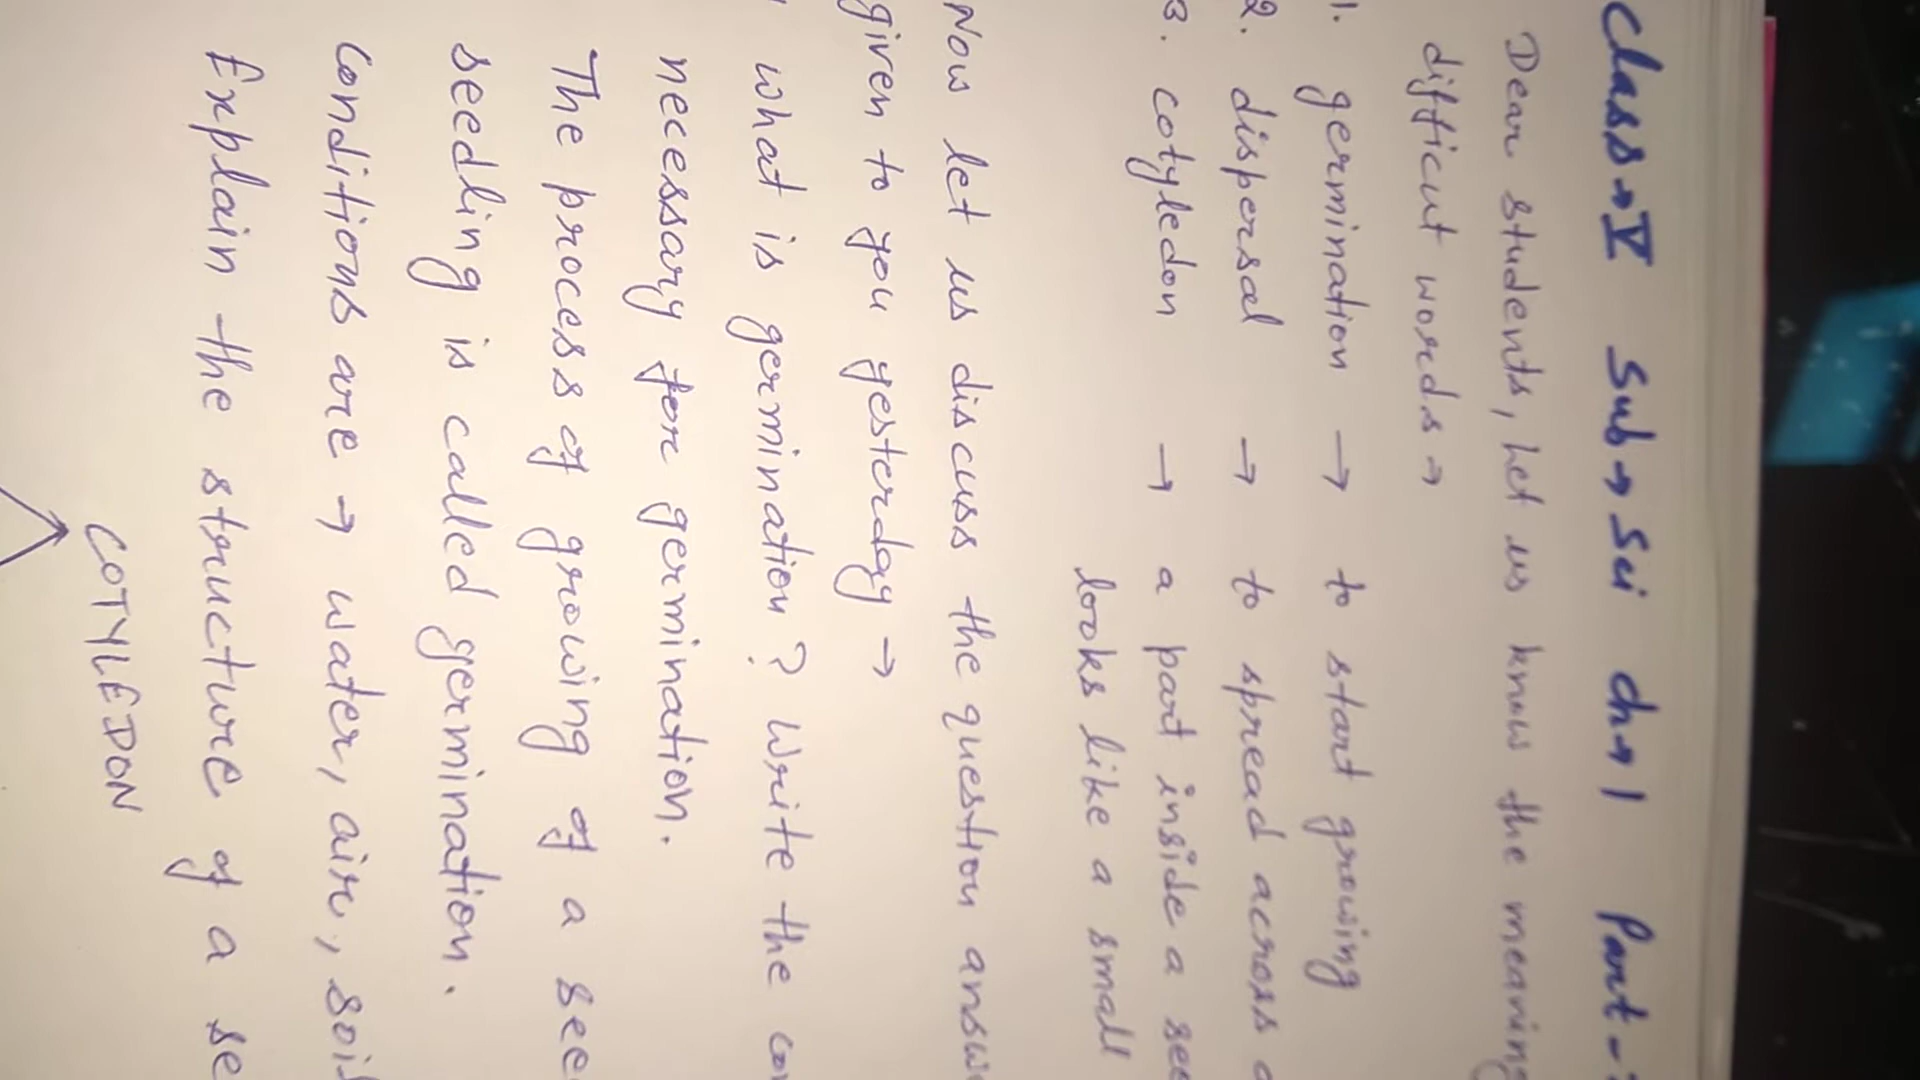 Class→V Sub→Sci ch→1 Part-
Dear students, Let us know the meaning
difficut words→
1. germination → to start growing
2. dispersal → to spread across a
3. cotyledon → a part inside a see
looks like a small
Now let us discuss the question answ
given to you yesterday →
what is germination? Write the con
necessary for germination.
The process of growing of a see
seedling is called germination.
Conditions are → water, air, soil
Explain the structure of a se
COTYLEDON